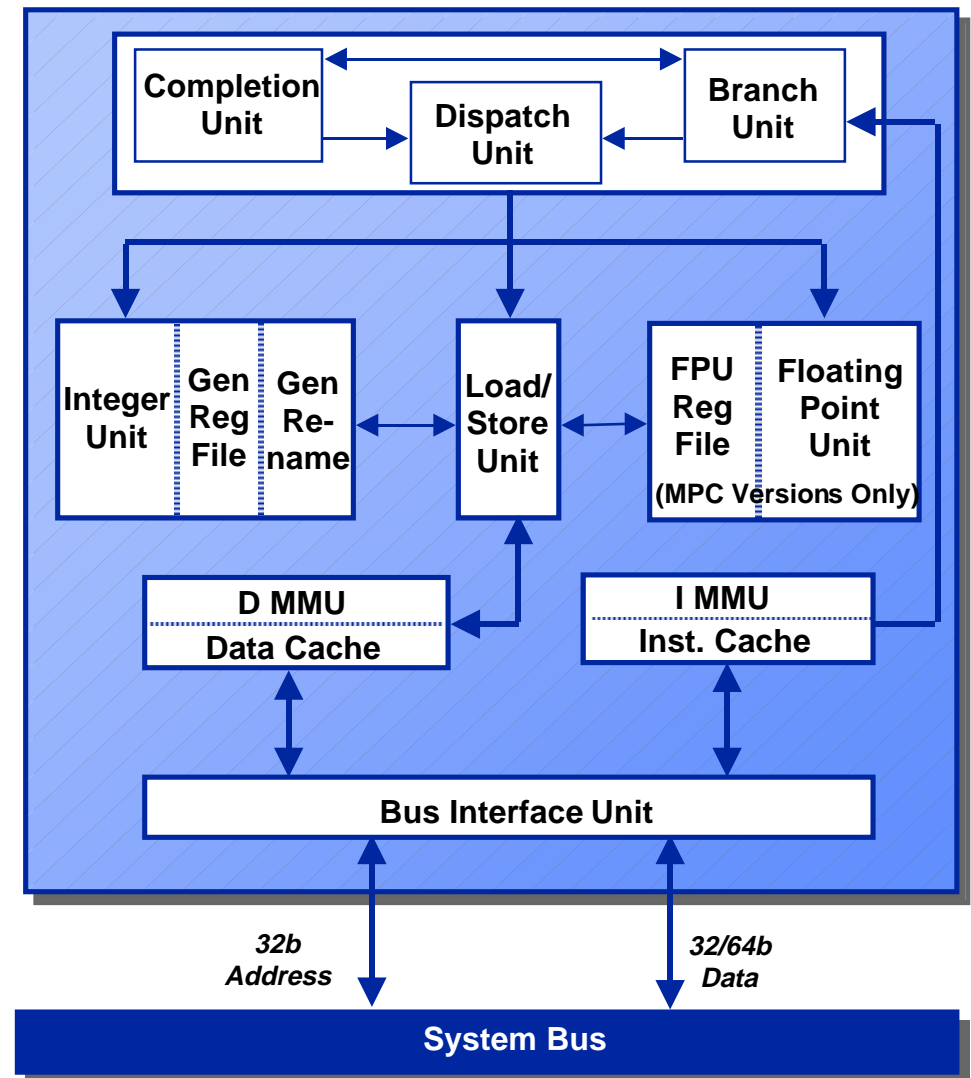 Completion
Unit
Dispatch
Unit
Branch
Unit
Integer
Unit
Gen
Reg
File
Gen
Re-
name
Load/
Store
Unit
FPU
Reg
File
Floating
Point
Unit
(MPC Versions Only)
D MMU
Data Cache
I MMU
Inst. Cache
Bus Interface Unit
32b
Address
32/64b
Data
System Bus